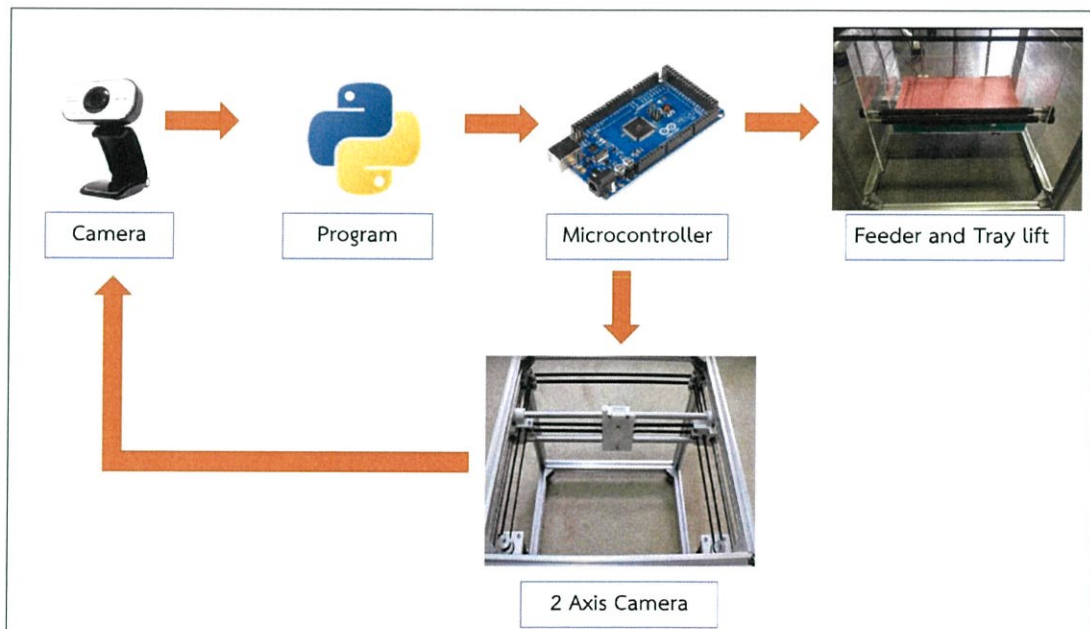 Camera
Program
Microcontroller
Feeder and Tray lift
2 Axis Camera